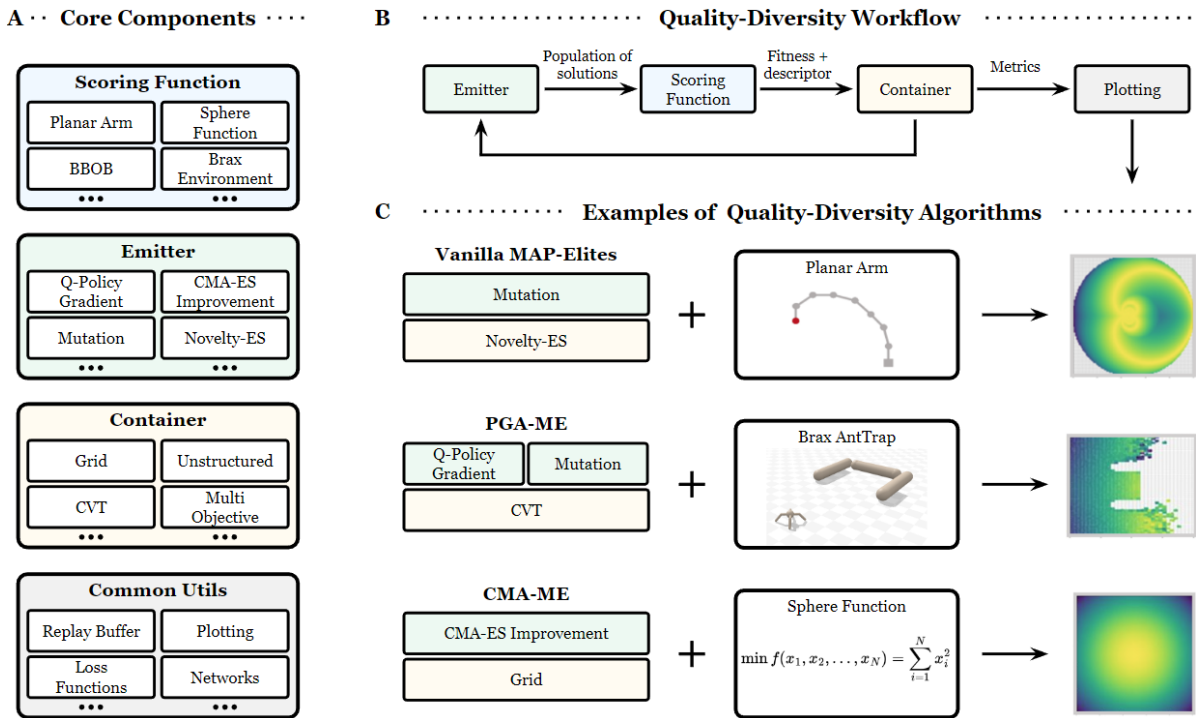 A Core Components
Scoring Function
Planar Arm
Sphere
Function
BBOB
Brax
Environment
•••
•••
Emitter
Q-Policy
Gradient
CMA-ES
Improvement
Mutation
Novelty-ES
•••
•••
Container
Grid
Unstructured
CVT
Multi
Objective
•••
•••
Common Utils
Replay Buffer
Plotting
Loss
Functions
Networks
•••
•••
B Quality-Diversity Workflow
Emitter
Population of
solutions
Scoring
Function
Fitness +
descriptor
Container
Metrics
Plotting
C Examples of Quality-Diversity Algorithms
Vanilla MAP-Elites
Mutation
Novelty-ES
+
Planar Arm
PGA-ME
Q-Policy
Gradient
Mutation
CVT
+
Brax AntTrap
CMA-ME
CMA-ES Improvement
Grid
+
Sphere Function
min f(x₁, x₂, . . . , x_N) = ∑_{i=1}^{N} x_i²